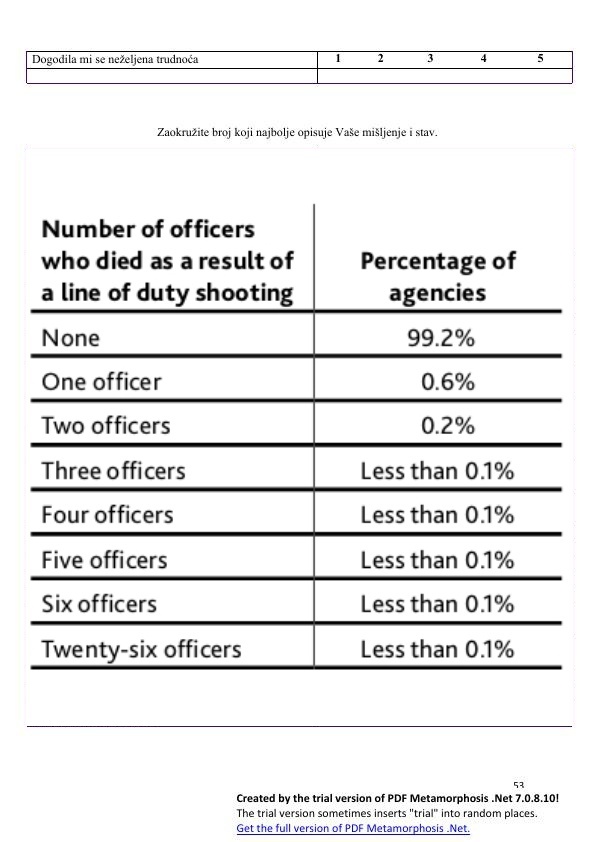 Dogodila mi se neželjena trudnoća 1 2 3 4 5
Zaokružite broj koji najbolje opisuje Vaše mišljenje i stav.
Number of officers
who died as a result of
a line of duty shooting
Percentage of
agencies
None 99.2%
One officer 0.6%
Two officers 0.2%
Three officers Less than 0.1%
Four officers Less than 0.1%
Five officers Less than 0.1%
Six officers Less than 0.1%
Twenty-six officers Less than 0.1%
53
Created by the trial version of PDF Metamorphosis .Net 7.0.8.10!
The trial version sometimes inserts "trial" into random places.
Get the full version of PDF Metamorphosis .Net.